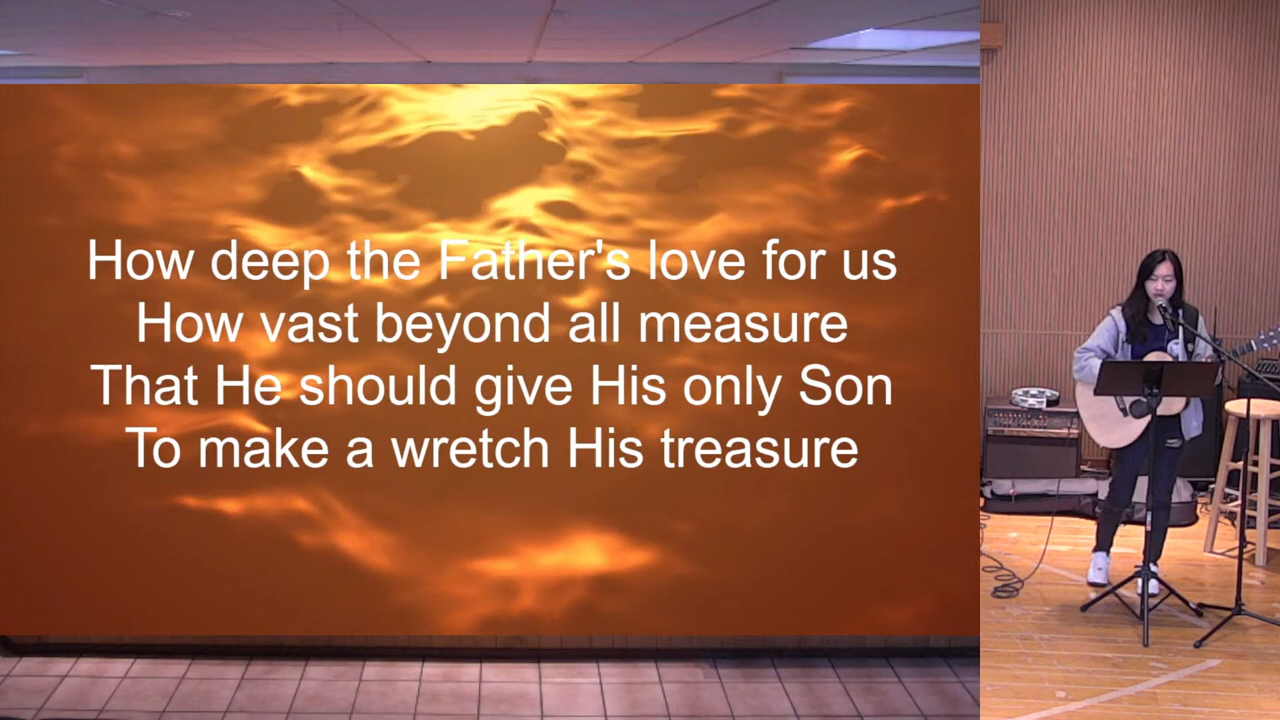 How deep the Father's love for us
How vast beyond all measure
That He should give His only Son
To make a wretch His treasure